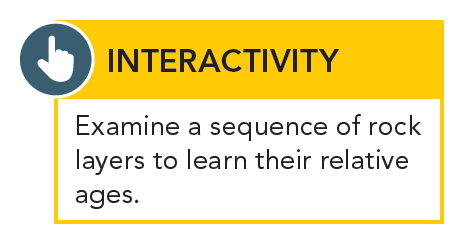 INTERACTIVITY
Examine a sequence of rock
layers to learn their relative
ages.